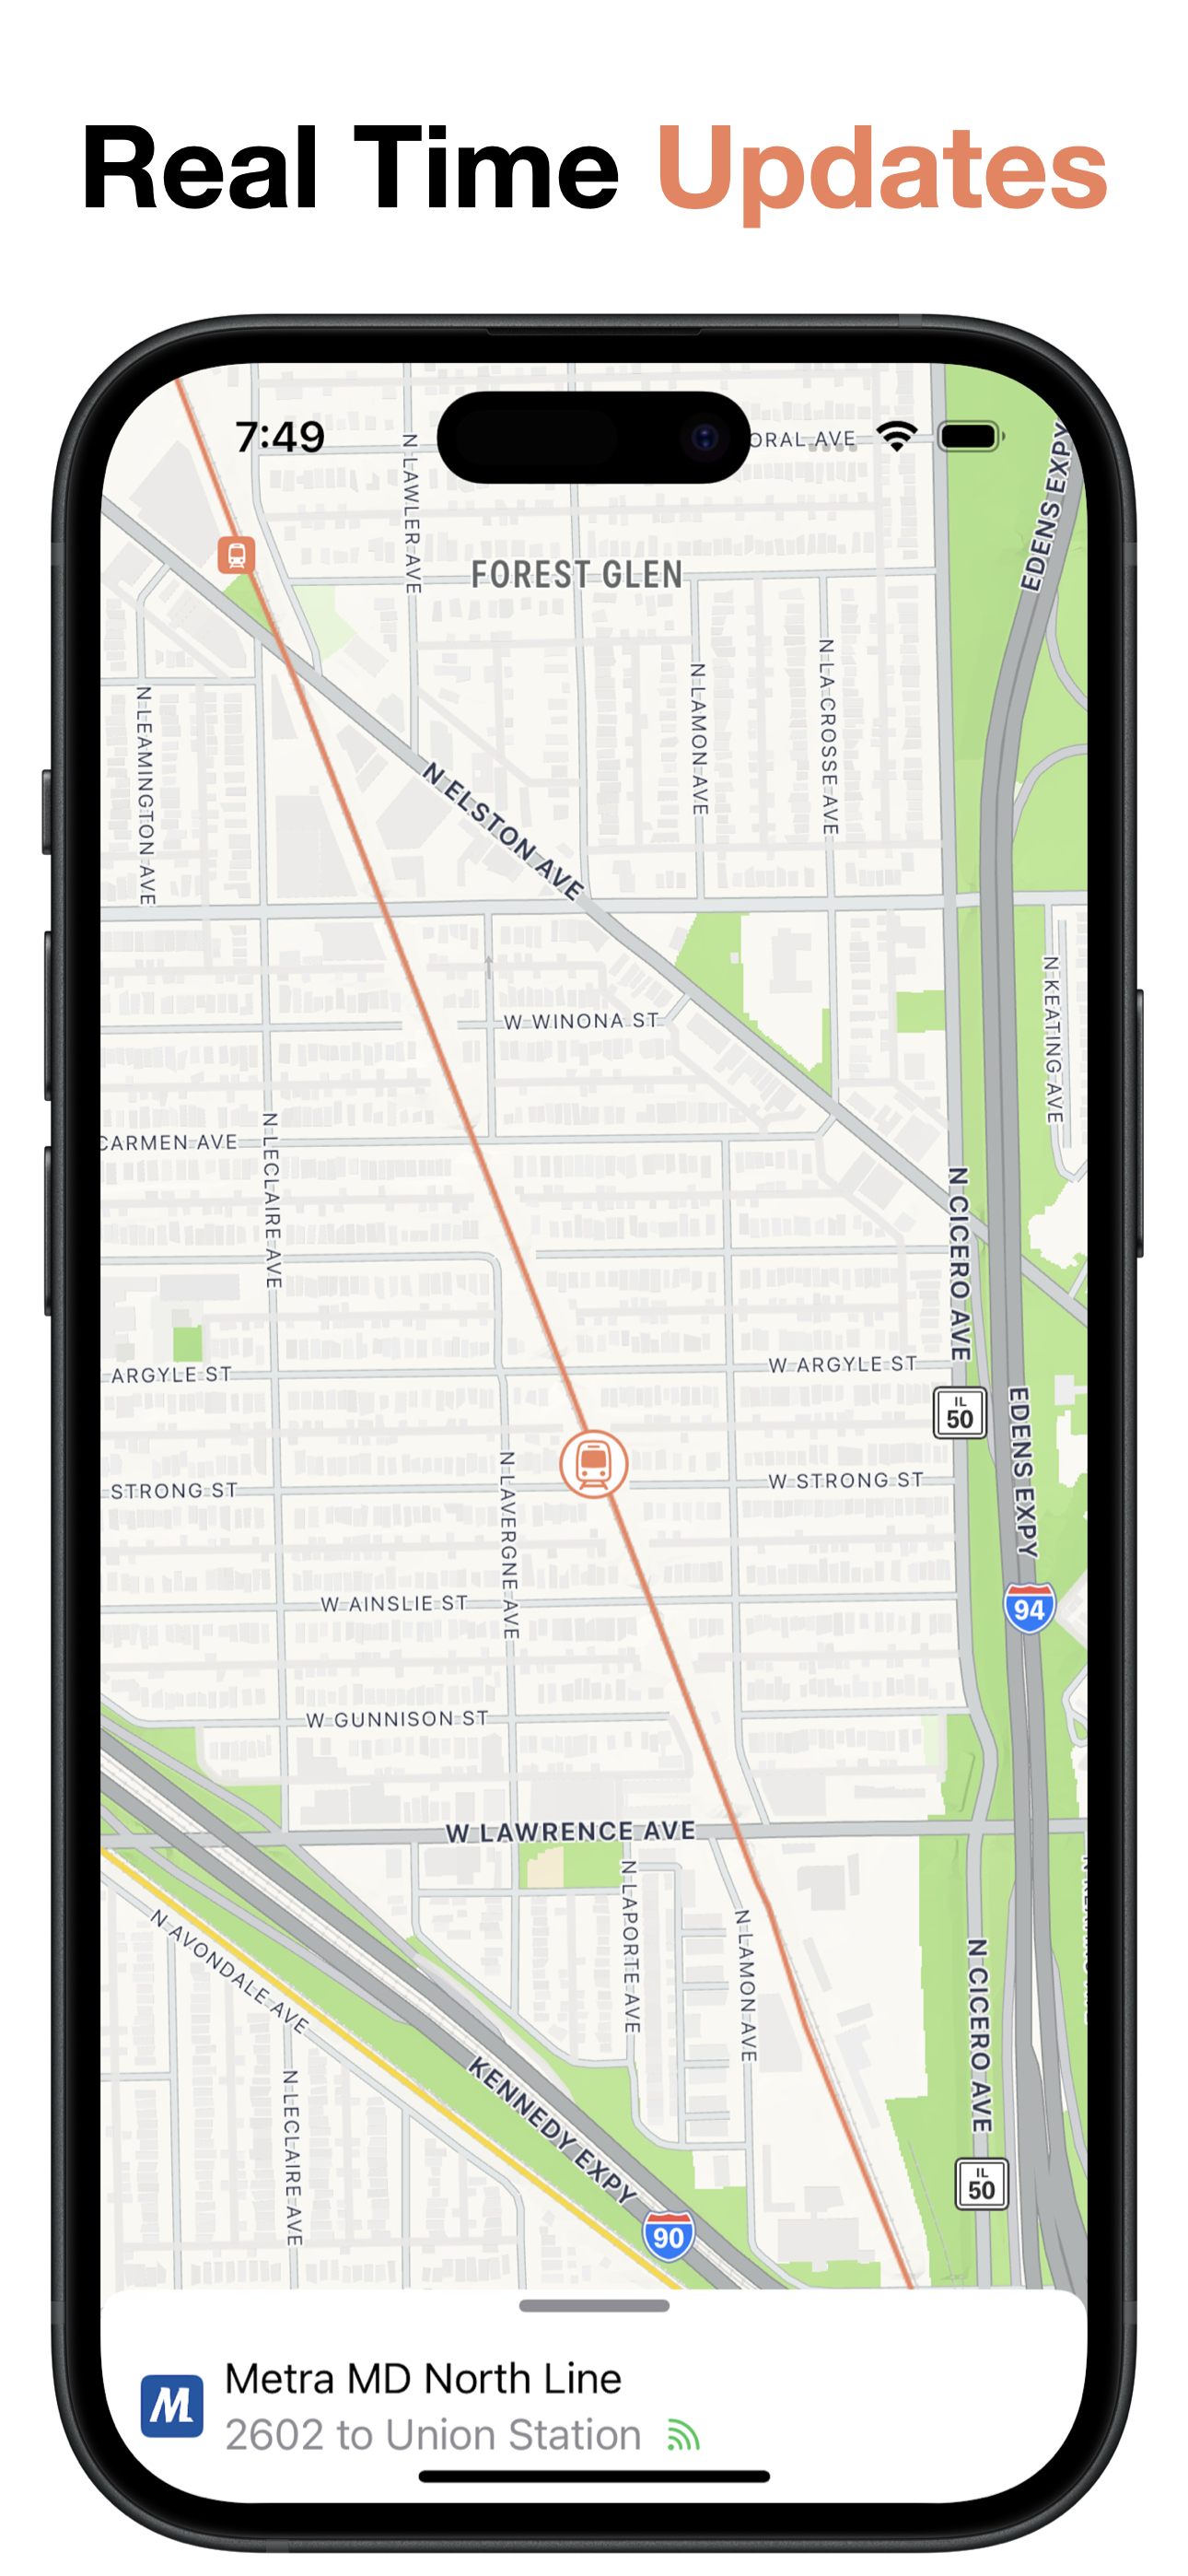 Real Time Updates
7:49
ORAL AVE
EDENS EXPY
N LAWLER AVE
FOREST GLEN
N LEAMINGTON AVE
N LAMON AVE
N LA CROSSE AVE
N ELSTON AVE
N KEATING AVE
W WINONA ST
CARMEN AVE
N LECLAIRE AVE
N CICERO AVE
ARGYLE ST
W ARGYLE ST
IL
50
EDENS EXPY
STRONG ST
N LAVERGNE AVE
W STRONG ST
W AINSLIE ST
94
W GUNNISON ST
W LAWRENCE AVE
N AVONDALE AVE
N LAPORTE AVE
N LAMON AVE
N CICERO AVE
N LECLAIRE AVE
KENNEDY EXPY
IL
50
90
M
Metra MD North Line
2602 to Union Station